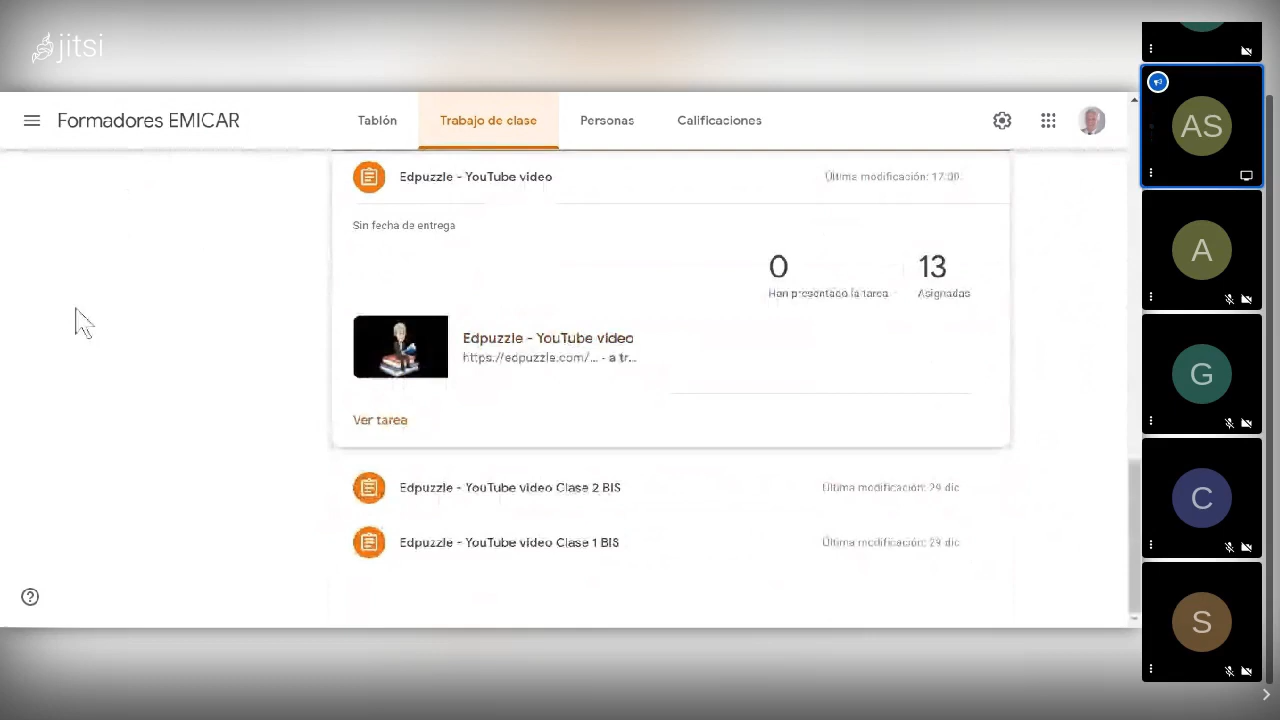 jitsi
Formadores EMICAR
Tablón
Trabajo de clase
Personas
Calificaciones
Edpuzzle - YouTube video
Última modificación: 17:00
Sin fecha de entrega
0
13
Han presentado la tarea
Asignadas
Edpuzzle - YouTube video
https://edpuzzle.com/... - a tr...
Ver tarea
Edpuzzle - YouTube video Clase 2 BIS
Última modificación: 29 dic
Edpuzzle - YouTube video Clase 1 BIS
Última modificación: 29 dic
AS
A
G
C
S